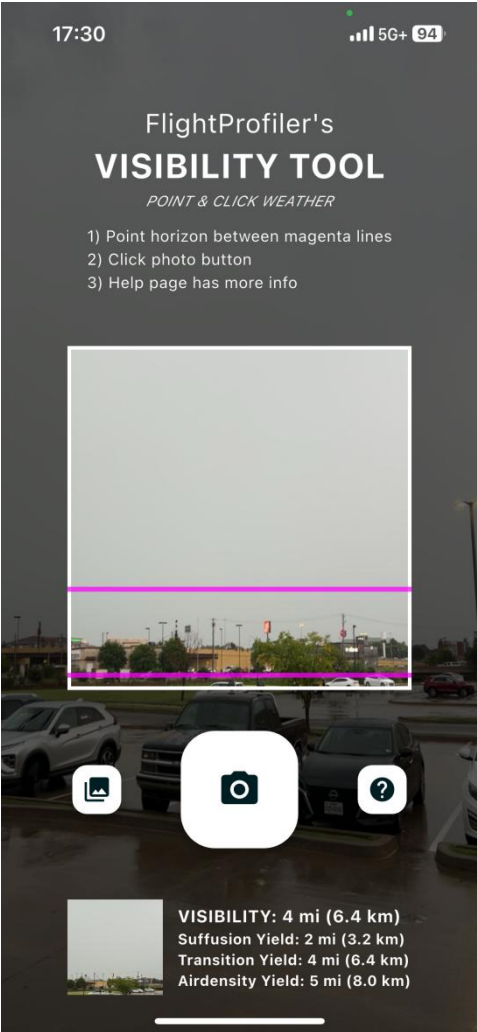 17:30
5G+ 94
FlightProfiler's
VISIBILITY TOOL
POINT & CLICK WEATHER
1) Point horizon between magenta lines
2) Click photo button
3) Help page has more info
?
VISIBILITY: 4 mi (6.4 km)
Suffusion Yield: 2 mi (3.2 km)
Transition Yield: 4 mi (6.4 km)
Airdensity Yield: 5 mi (8.0 km)